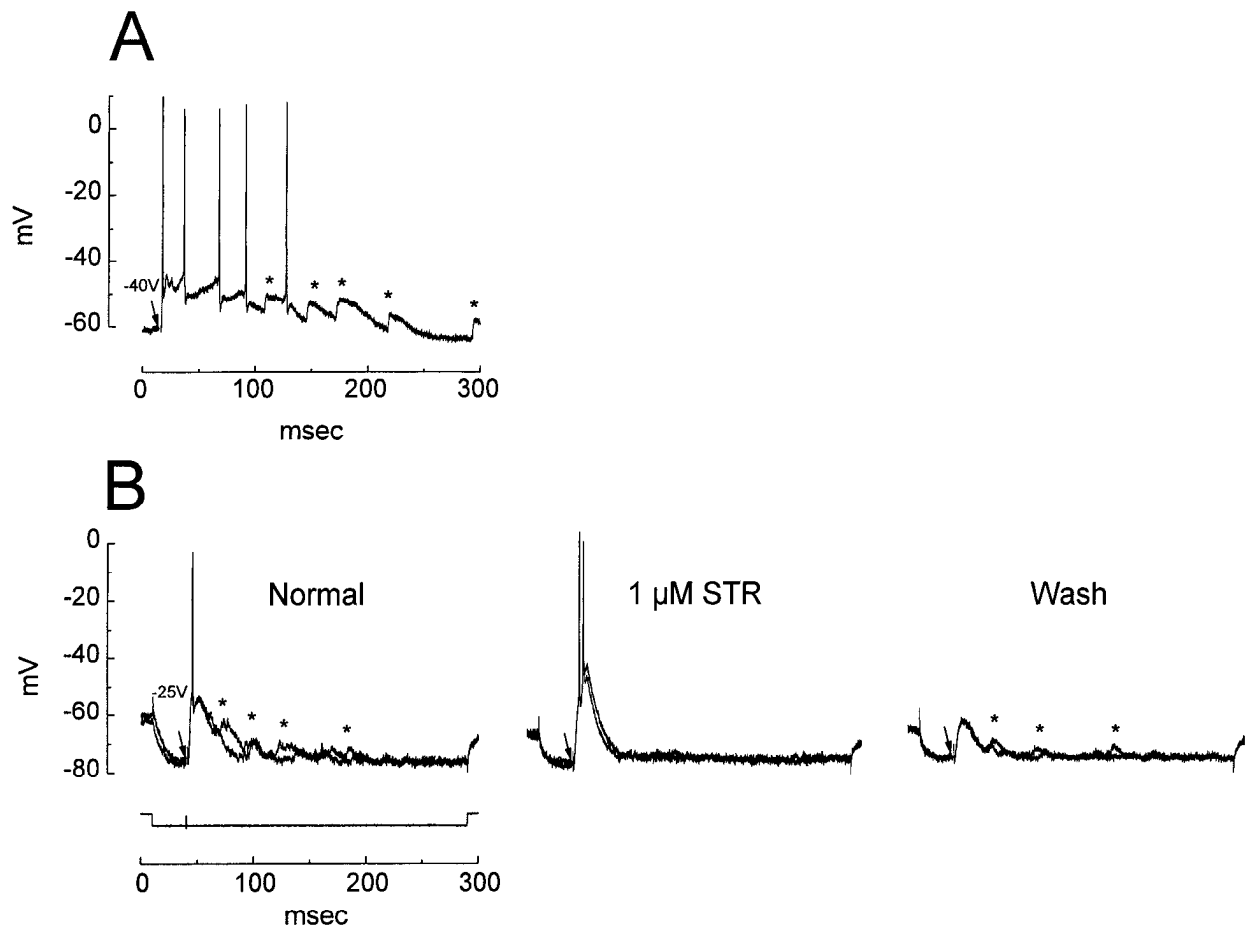 A
0
-20
-40
-60
mV
-40V
* * * * *
0 100 200 300
msec
B
0
-20
-40
-60
-80
mV
Normal
1 µM STR
Wash
-25V
* * * *
* * *
0 100 200 300
msec